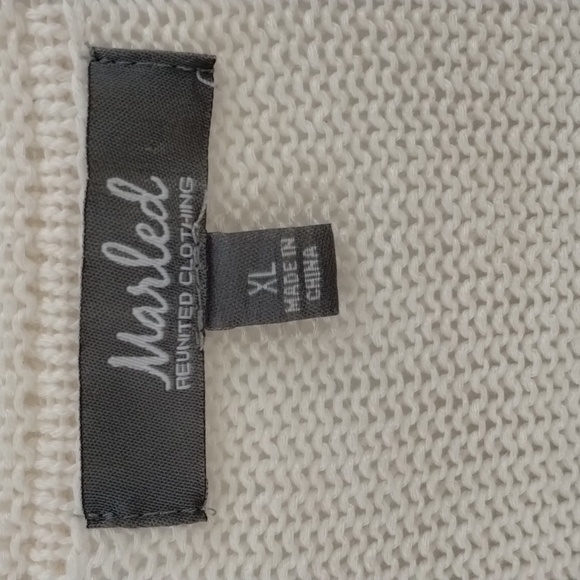 Marled
REUNITED CLOTHING
XL
MADE IN
CHINA